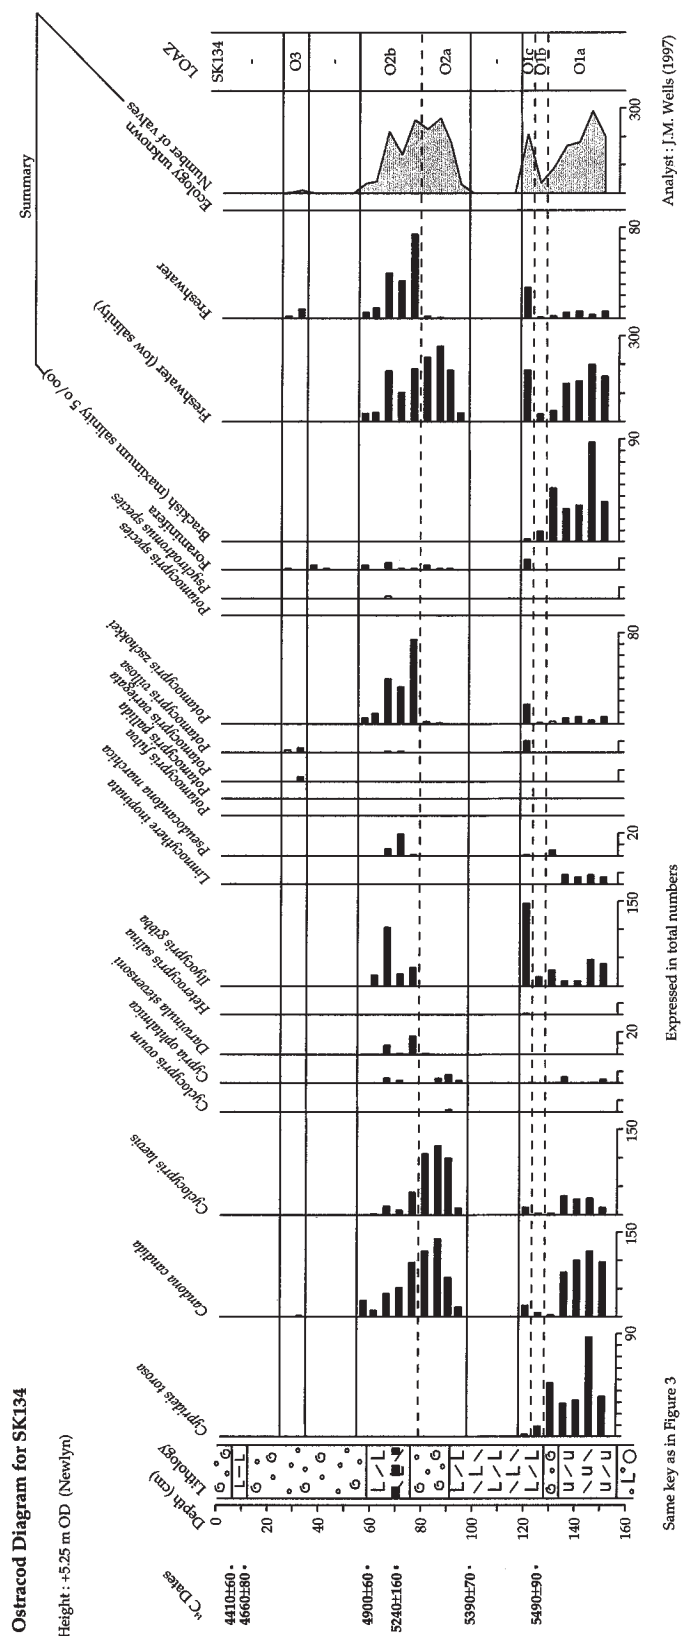 Ostracod Diagram for SK134
Height : +5.25 m OD (Newlyn)
Summary
¹⁴C Dates
Depth (cm)
Lithology
Cyprideis torosa
Candona candida
Cyclocypris laevis
Cyclocypris ovum
Cypria ophtalmica
Darwinula stevensoni
Heterocypris salina
Ilyocypris gibba
Limnocythere inopinata
Pseudocandona marchica
Potamocypris fulva
Potamocypris pallida
Potamocypris variegata
Potamocypris villosa
Potamocypris zschokkei
Potamocypris species
Psychrodromus species
Foraminifera
Brackish (maximum salinity 5 o/oo)
Freshwater (low salinity)
Freshwater
Ecology unknown
Number of valves
LOAZ
4410±60
4660±80
4900±60
5240±160
5390±70
5490±90
0
20
40
60
80
100
120
140
160
90
150
150
20
150
20
80
90
300
80
300
SK134
-
O3
-
O2b
O2a
-
O1c
O1b
O1a
Same key as in Figure 3
Expressed in total numbers
Analyst : J.M. Wells (1997)